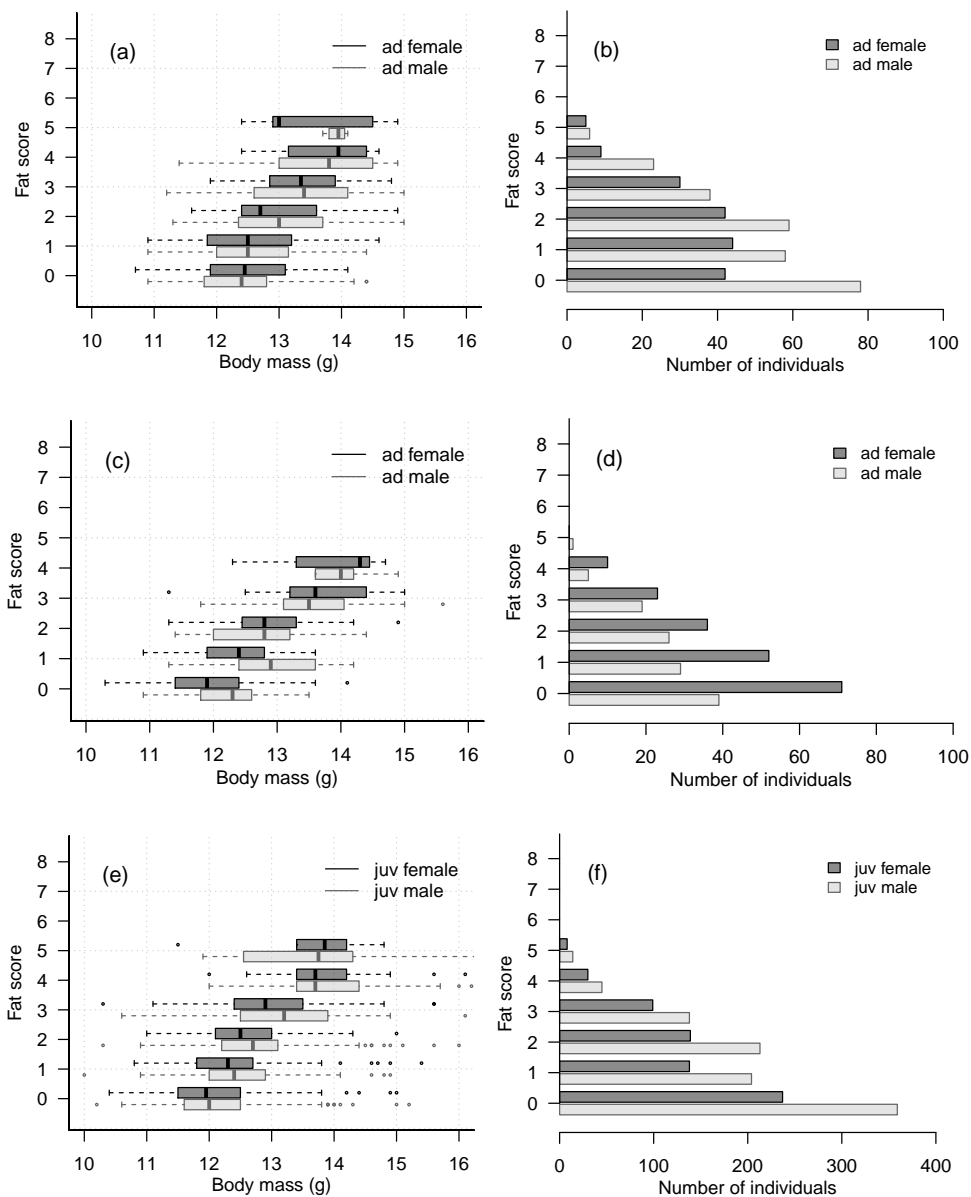 (a)
ad female
ad male
Fat score
8
7
6
5
4
3
2
1
0
10 11 12 13 14 15 16
Body mass (g)
(b)
ad female
ad male
Fat score
8
7
6
5
4
3
2
1
0
0 20 40 60 80 100
Number of individuals
(c)
ad female
ad male
Fat score
8
7
6
5
4
3
2
1
0
10 11 12 13 14 15 16
Body mass (g)
(d)
ad female
ad male
Fat score
8
7
6
5
4
3
2
1
0
0 20 40 60 80 100
Number of individuals
(e)
juv female
juv male
Fat score
8
7
6
5
4
3
2
1
0
10 11 12 13 14 15 16
Body mass (g)
(f)
juv female
juv male
Fat score
8
7
6
5
4
3
2
1
0
0 100 200 300 400
Number of individuals